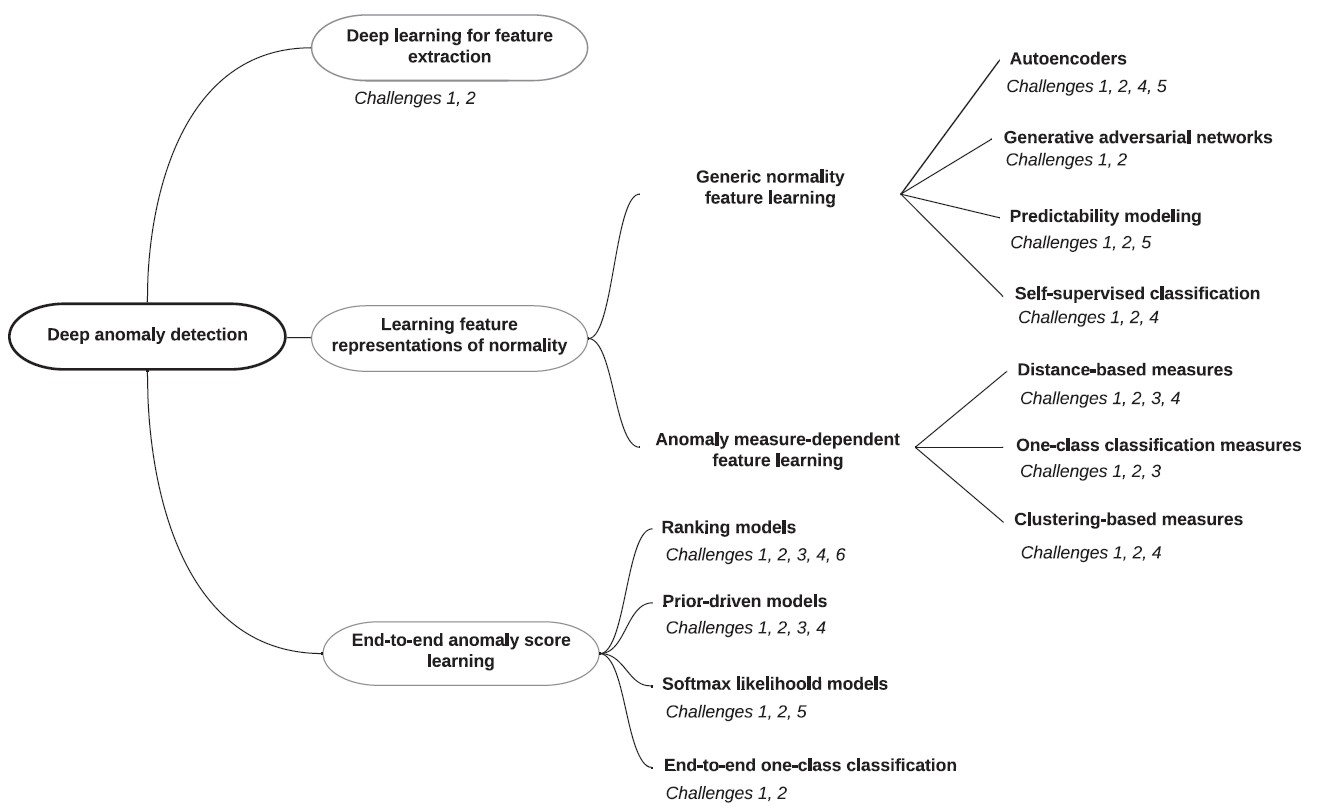 Deep learning for feature
extraction
Challenges 1, 2
Deep anomaly detection
Learning feature
representations of normality
Generic normality
feature learning
Autoencoders
Challenges 1, 2, 4, 5
Generative adversarial networks
Challenges 1, 2
Predictability modeling
Challenges 1, 2, 5
Self-supervised classification
Challenges 1, 2, 4
Anomaly measure-dependent
feature learning
Distance-based measures
Challenges 1, 2, 3, 4
One-class classification measures
Challenges 1, 2, 3
Clustering-based measures
Challenges 1, 2, 4
End-to-end anomaly score
learning
Ranking models
Challenges 1, 2, 3, 4, 6
Prior-driven models
Challenges 1, 2, 3, 4
Softmax likelihoold models
Challenges 1, 2, 5
End-to-end one-class classification
Challenges 1, 2